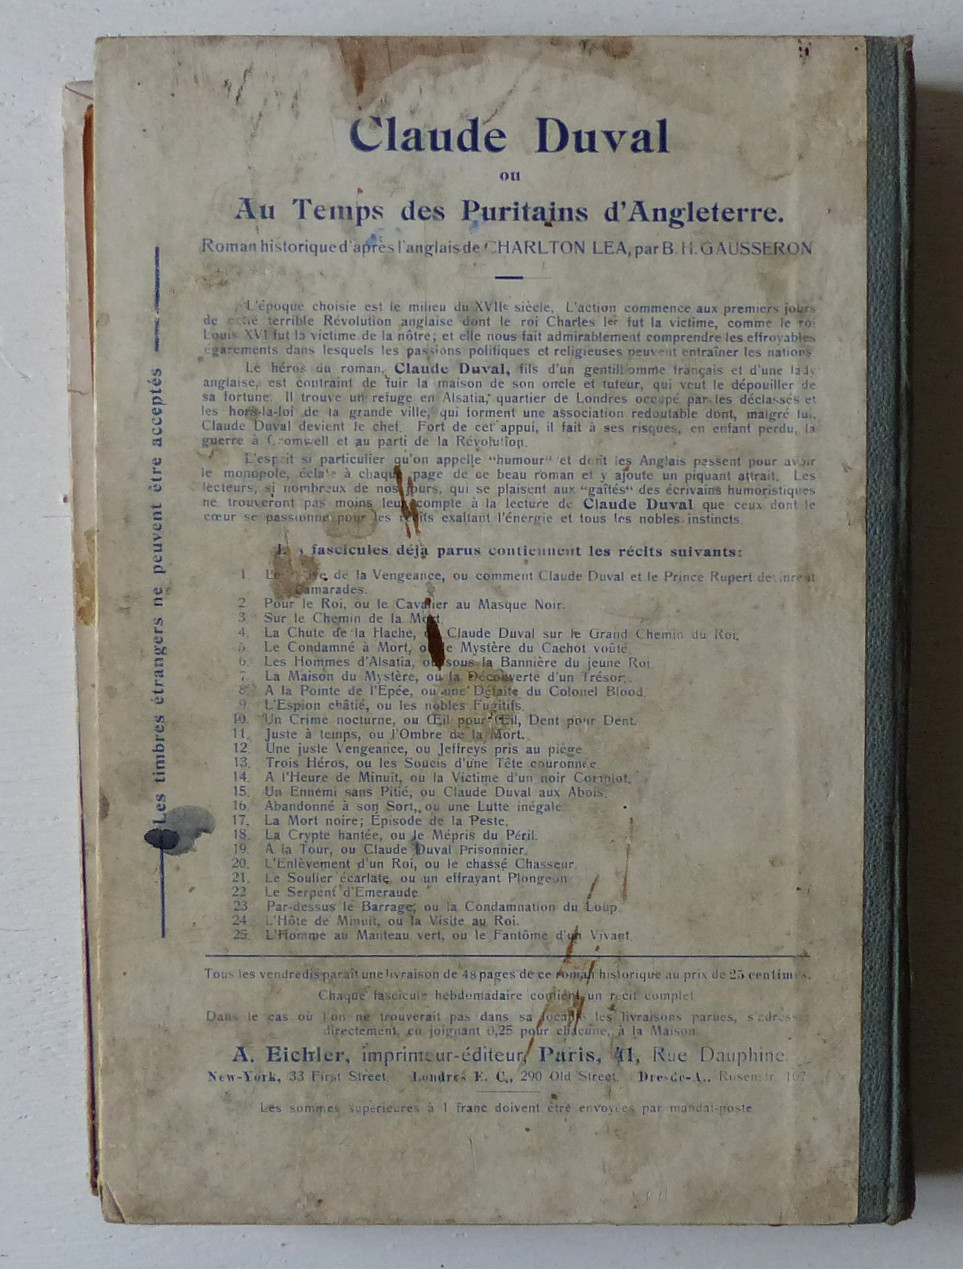 Claude Duval
ou
Au Temps des Puritains d'Angleterre.
Roman historique d'après l'anglais de CHARLTON LEA, par B. H. GAUSSERON
L'époque choisie est le milieu du XVIIe siècle. L'action commence aux premiers jours
de cette terrible Révolution anglaise dont le roi Charles Ier fut la victime, comme le roi
Louis XVI fut la victime de la nôtre; et elle nous fait admirablement comprendre les effroyables
égarements dans lesquels les passions politiques et religieuses peuvent entraîner les nations
Le héros du roman, Claude Duval, fils d'un gentilhomme français et d'une lady
anglaise, est contraint de fuir la maison de son oncle et tuteur, qui veut le dépouiller de
sa fortune. Il trouve un refuge en Alsatia, quartier de Londres occupé par les déclassés et
les hors-la-loi de la grande ville, qui forment une association redoutable dont, malgré lui,
Claude Duval devient le chef. Fort de cet appui, il fait à ses risques, en enfant perdu, la
guerre à Cromwell et au parti de la Révolution.
L'esprit si particulier qu'on appelle "humour" et dont les Anglais passent pour avoir
le monopole, éclate à chaque page de ce beau roman et y ajoute un piquant attrait. Les
lecteurs, si nombreux de nos jours, qui se plaisent aux "gaîtés" des écrivains humoristiques
ne trouveront pas moins leur compte à la lecture de Claude Duval que ceux dont le
cœur se passionne pour les récits exaltant l'énergie et tous les nobles instincts.
Les fascicules déjà parus contiennent les récits suivants:
1. de la Vengeance, ou comment Claude Duval et le Prince Rupert devinrent
Camarades.
2. Pour le Roi, ou le Cavalier au Masque Noir.
3. Sur le Chemin de la Mort.
4. La Chute de la Hache, ou Claude Duval sur le Grand Chemin du Roi.
5. Le Condamné à Mort, ou le Mystère du Cachot voûté.
6. Les Hommes d'Alsatia, ou sous la Bannière du jeune Roi.
7. La Maison du Mystère, ou la Découverte d'un Trésor.
8. A la Pointe de l'Epée, ou une Défaite du Colonel Blood.
9. L'Espion châtié, ou les nobles Fugitifs.
10. Un Crime nocturne, ou Œil pour Œil, Dent pour Dent.
11. Juste à temps, ou l'Ombre de la Mort.
12. Une juste Vengeance, ou Jeffreys pris au piège.
13. Trois Héros, ou les Soucis d'une Tête couronnée.
14. A l'Heure de Minuit, ou la Victime d'un noir Complot.
15. Un Ennemi sans Pitié, ou Claude Duval aux Abois.
16. Abandonné à son Sort, ou une Lutte inégale.
17. La Mort noire; Épisode de la Peste.
18. La Crypte hantée, ou le Mépris du Péril.
19. A la Tour, ou Claude Duval Prisonnier.
20. L'Enlèvement d'un Roi, ou le chassé Chasseur.
21. Le Soulier écarlate, ou un effrayant Plongeon.
22. Le Serpent d'Emeraude.
23. Par-dessus le Barrage, ou la Condamnation du Loup.
24. L'Hôte de Minuit, ou la Visite au Roi.
25. L'Homme au Manteau vert, ou le Fantôme d'un Vivant.
Tous les vendredis paraît une livraison de 48 pages de ce roman historique au prix de 25 centimes.
Chaque fascicule hebdomadaire contient un récit complet
Dans le cas où l'on ne trouverait pas dans sa localité les livraisons parues, s'adresser
directement, en joignant 0,25 pour chacune, à la Maison
A. Eichler, imprimeur-éditeur, Paris, 41, Rue Dauphine
New-York, 33 First Street. Londres E. C., 290 Old Street. Dresde-A., Rosenstr. 107
Les sommes supérieures à 1 franc doivent être envoyées par mandat-poste
Les timbres étrangers ne peuvent être acceptés